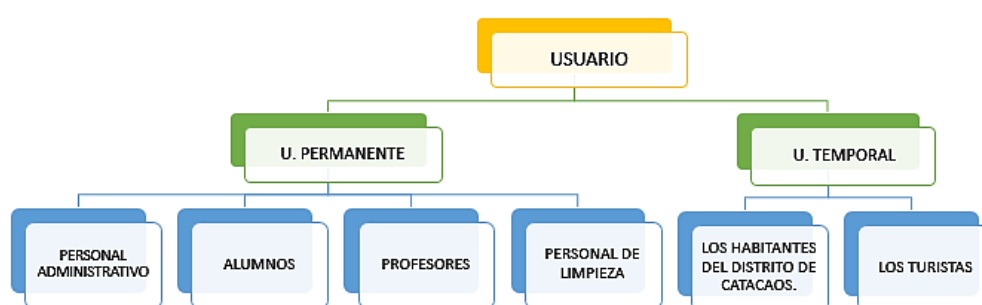 USUARIO
U. PERMANENTE
U. TEMPORAL
PERSONAL
ADMINISTRATIVO
ALUMNOS
PROFESORES
PERSONAL DE
LIMPIEZA
LOS HABITANTES
DEL DISTRITO DE
CATACAOS.
LOS TURISTAS